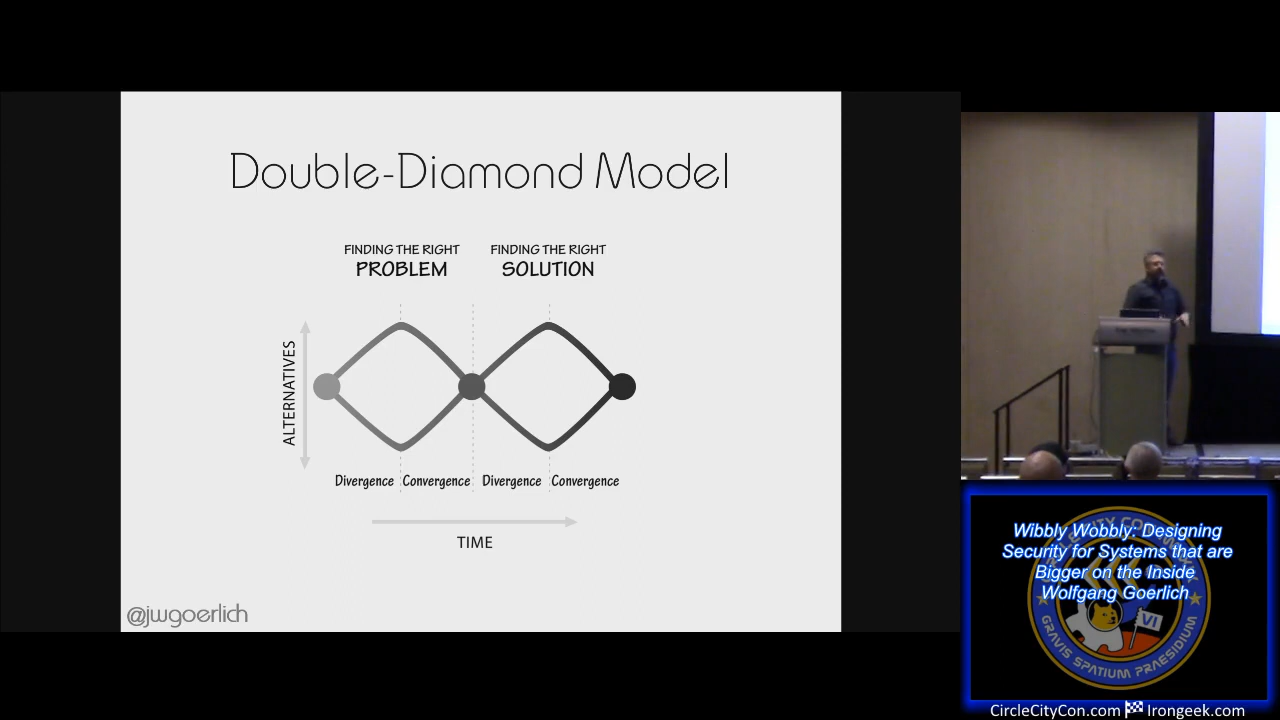 Double-Diamond Model
FINDING THE RIGHT
PROBLEM
FINDING THE RIGHT
SOLUTION
ALTERNATIVES
Divergence
Convergence
Divergence
Convergence
TIME
@jwgoerlich
Wibbly Wobbly: Designing
Security for Systems that are
Bigger on the Inside
Wolfgang Goerlich
VI
GRAVIS SPATIUM PRAESIDIUM
CircleCityCon.com
Irongeek.com